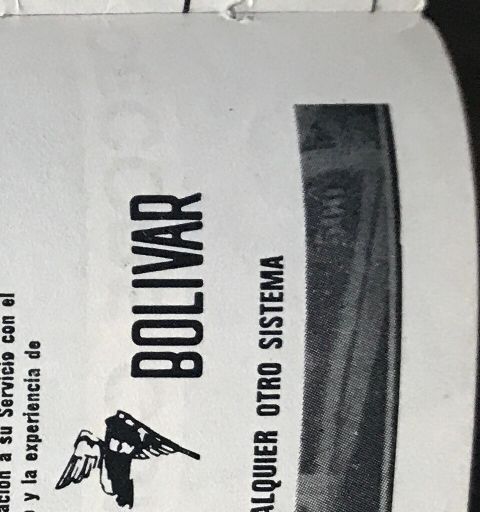 ación a su Servicio con el
y la experiencia de
BOLIVAR
ALQUIER OTRO SISTEMA